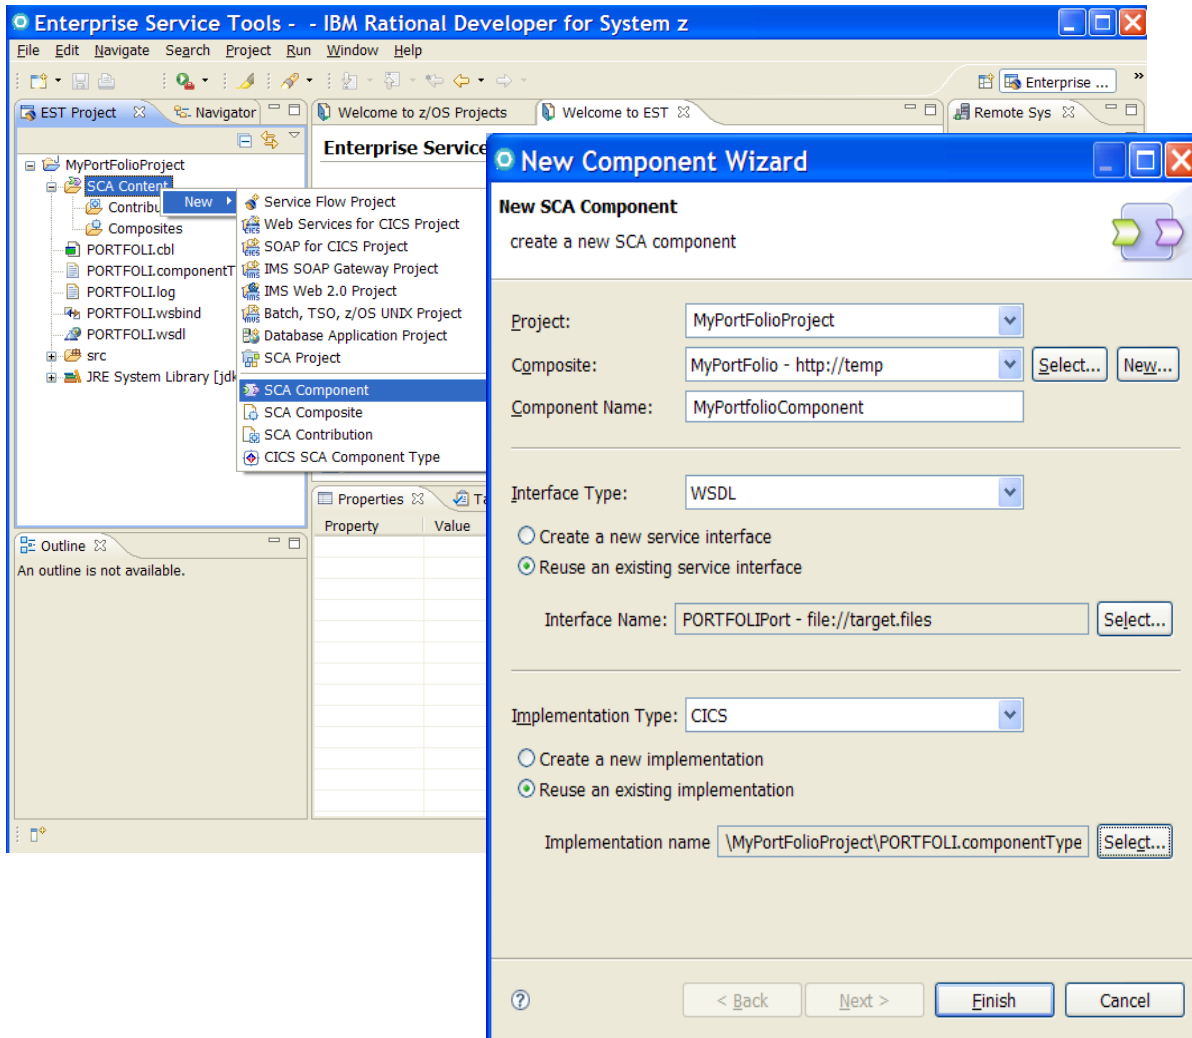 Enterprise Service Tools - - IBM Rational Developer for System z
File Edit Navigate Search Project Run Window Help
Enterprise ... »
EST Project Navigator
Welcome to z/OS Projects Welcome to EST
Remote Sys
Enterprise Service
MyPortFolioProject
SCA Content
Contribu
Composites
PORTFOLI.cbl
PORTFOLI.componentT
PORTFOLI.log
PORTFOLI.wsbind
PORTFOLI.wsdl
src
JRE System Library [jdk
New
Service Flow Project
Web Services for CICS Project
SOAP for CICS Project
IMS SOAP Gateway Project
IMS Web 2.0 Project
Batch, TSO, z/OS UNIX Project
Database Application Project
SCA Project
SCA Component
SCA Composite
SCA Contribution
CICS SCA Component Type
Properties Ta
Property Value
Outline
An outline is not available.
New Component Wizard
New SCA Component
create a new SCA component
Project: MyPortFolioProject
Composite: MyPortFolio - http://temp Select... New...
Component Name: MyPortfolioComponent
Interface Type: WSDL
Create a new service interface
Reuse an existing service interface
Interface Name: PORTFOLIPort - file://target.files Select...
Implementation Type: CICS
Create a new implementation
Reuse an existing implementation
Implementation name \MyPortFolioProject\PORTFOLI.componentType Select...
? < Back Next > Finish Cancel